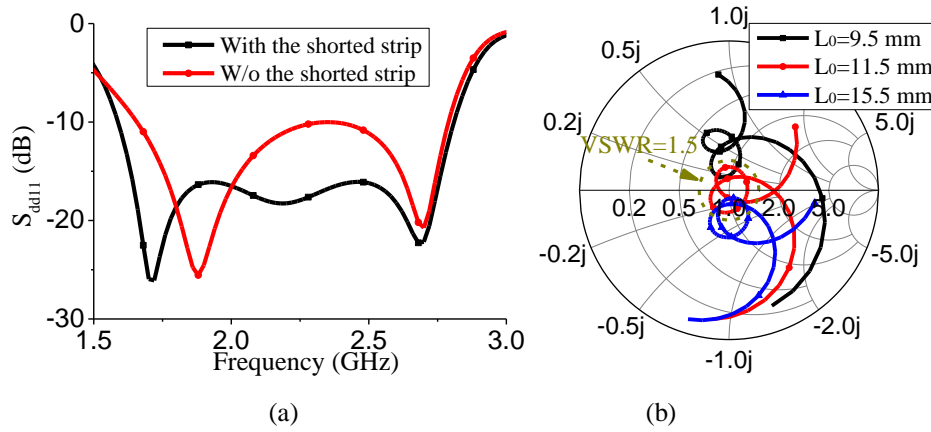 0
-10
-20
-30
S_dd11 (dB)
1.5
2.0
2.5
3.0
Frequency (GHz)
With the shorted strip
W/o the shorted strip
(a)
1.0j
L₀=9.5 mm
L₀=11.5 mm
L₀=15.5 mm
0.5j
0.2j
5.0j
VSWR=1.5
0.2
0.5
1.0
2.0
5.0
-0.2j
-5.0j
-0.5j
-2.0j
-1.0j
(b)